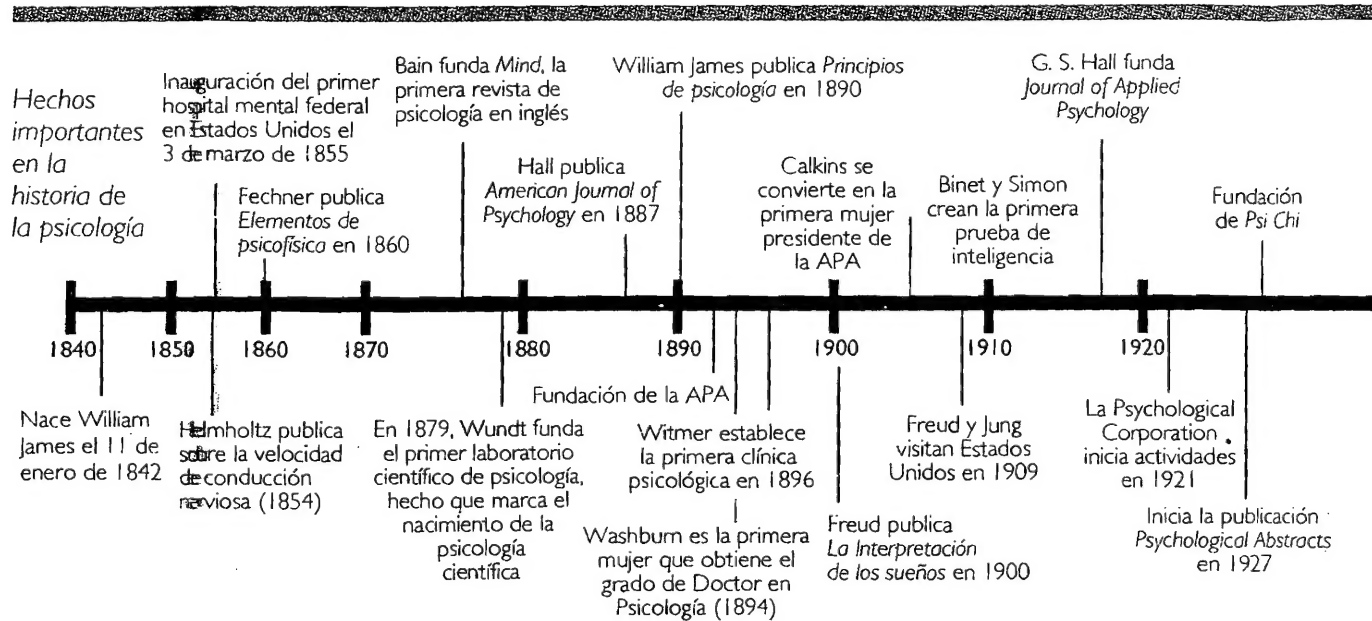 Hechos
importantes
en la
historia de
la psicología
Inauguración del primer
hospital mental federal
en Estados Unidos el
3 de marzo de 1855
Fechner publica
Elementos de
psicofísica en 1860
Bain funda Mind, la
primera revista de
psicología en inglés
Hall publica
American Journal of
Psychology en 1887
William James publica Principios
de psicología en 1890
Calkins se
convierte en la
primera mujer
presidente de
la APA
Binet y Simon
crean la primera
prueba de
inteligencia
G. S. Hall funda
Journal of Applied
Psychology
Fundación
de Psi Chi
1840 1850 1860 1870 1880 1890 1900 1910 1920
Nace William
James el 11 de
enero de 1842
Helmholtz publica
sobre la velocidad
de conducción
nerviosa (1854)
En 1879, Wundt funda
el primer laboratorio
científico de psicología,
hecho que marca el
nacimiento de la
psicología
científica
Fundación de la APA
Witmer establece
la primera clínica
psicológica en 1896
Washburn es la primera
mujer que obtiene el
grado de Doctor en
Psicología (1894)
Freud publica
La Interpretación
de los sueños en 1900
Freud y Jung
visitan Estados
Unidos en 1909
La Psychological
Corporation
inicia actividades
en 1921
Inicia la publicación
Psychological Abstracts
en 1927